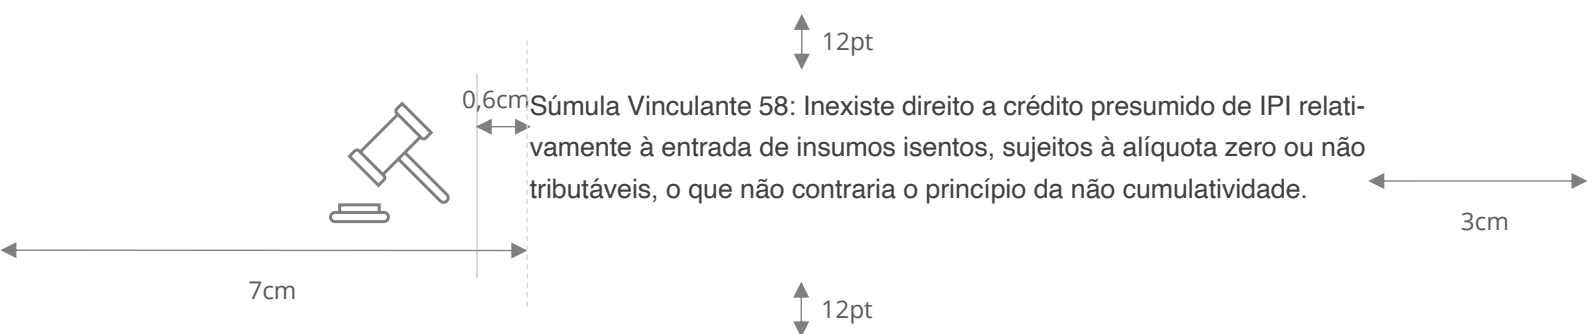 12pt
0,6cm
Súmula Vinculante 58: Inexiste direito a crédito presumido de IPI relati-
vamente à entrada de insumos isentos, sujeitos à alíquota zero ou não
tributáveis, o que não contraria o princípio da não cumulatividade.
3cm
7cm
12pt